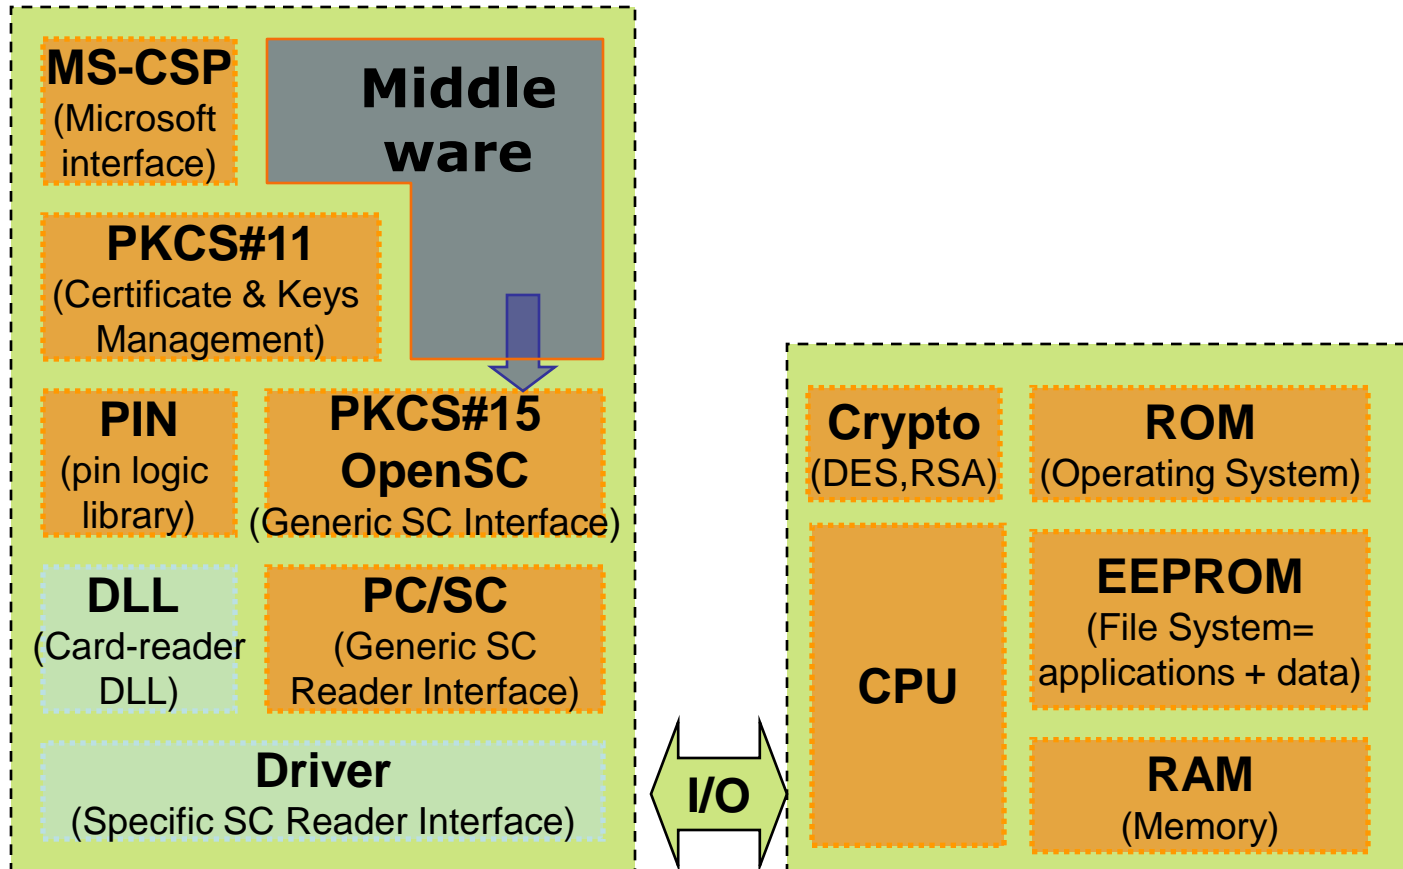 MS-CSP
(Microsoft
interface)
Middle
ware
PKCS#11
(Certificate & Keys
Management)
PIN
(pin logic
library)
PKCS#15
OpenSC
(Generic SC Interface)
DLL
(Card-reader
DLL)
PC/SC
(Generic SC
Reader Interface)
Driver
(Specific SC Reader Interface)
I/O
Crypto
(DES,RSA)
ROM
(Operating System)
CPU
EEPROM
(File System=
applications + data)
RAM
(Memory)